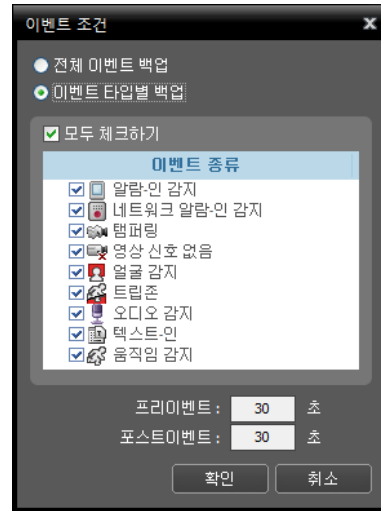 이벤트 조건
x
전체 이벤트 백업
이벤트 타입별 백업
모두 체크하기
이벤트 종류
알람-인 감지
네트워크 알람-인 감지
탬퍼링
영상 신호 없음
얼굴 감지
트립존
오디오 감지
텍스트-인
움직임 감지
프리이벤트 : 30 초
포스트이벤트 : 30 초
확인 취소